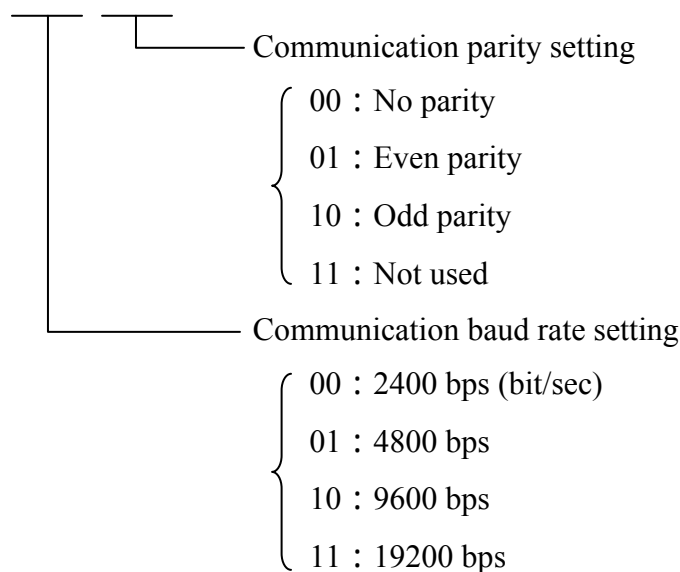 Communication parity setting
00：No parity
01：Even parity
10：Odd parity
11：Not used
Communication baud rate setting
00：2400 bps (bit/sec)
01：4800 bps
10：9600 bps
11：19200 bps